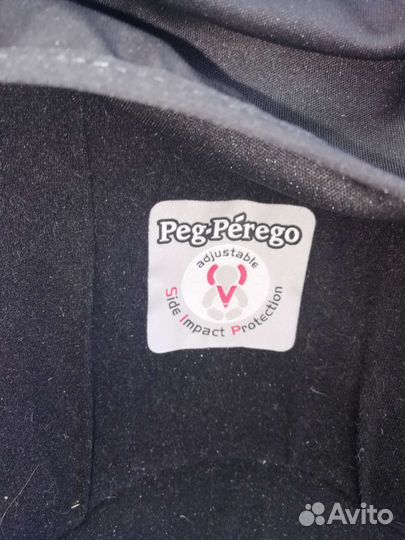 Peg-Pérego
adjustable
Side Impact Protection
Avito